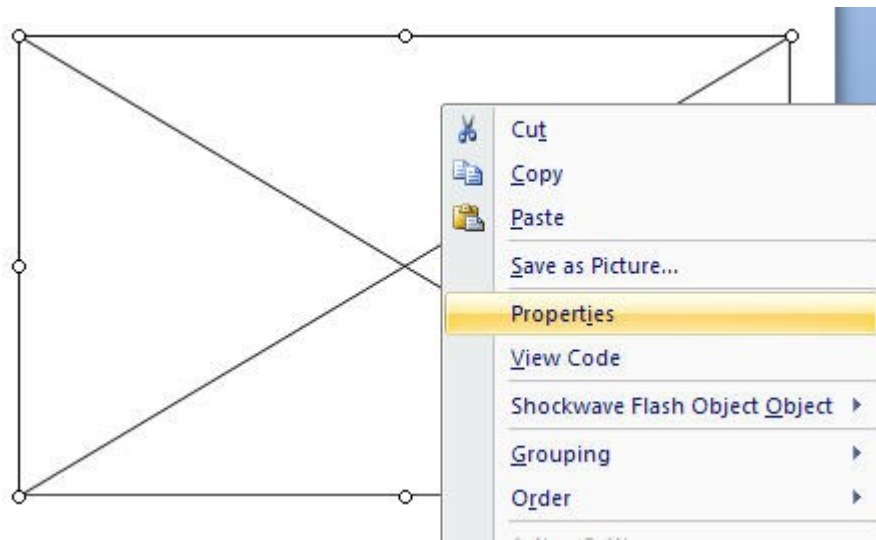 Cut
Copy
Paste
Save as Picture...
Properties
View Code
Shockwave Flash Object Object
Grouping
Order